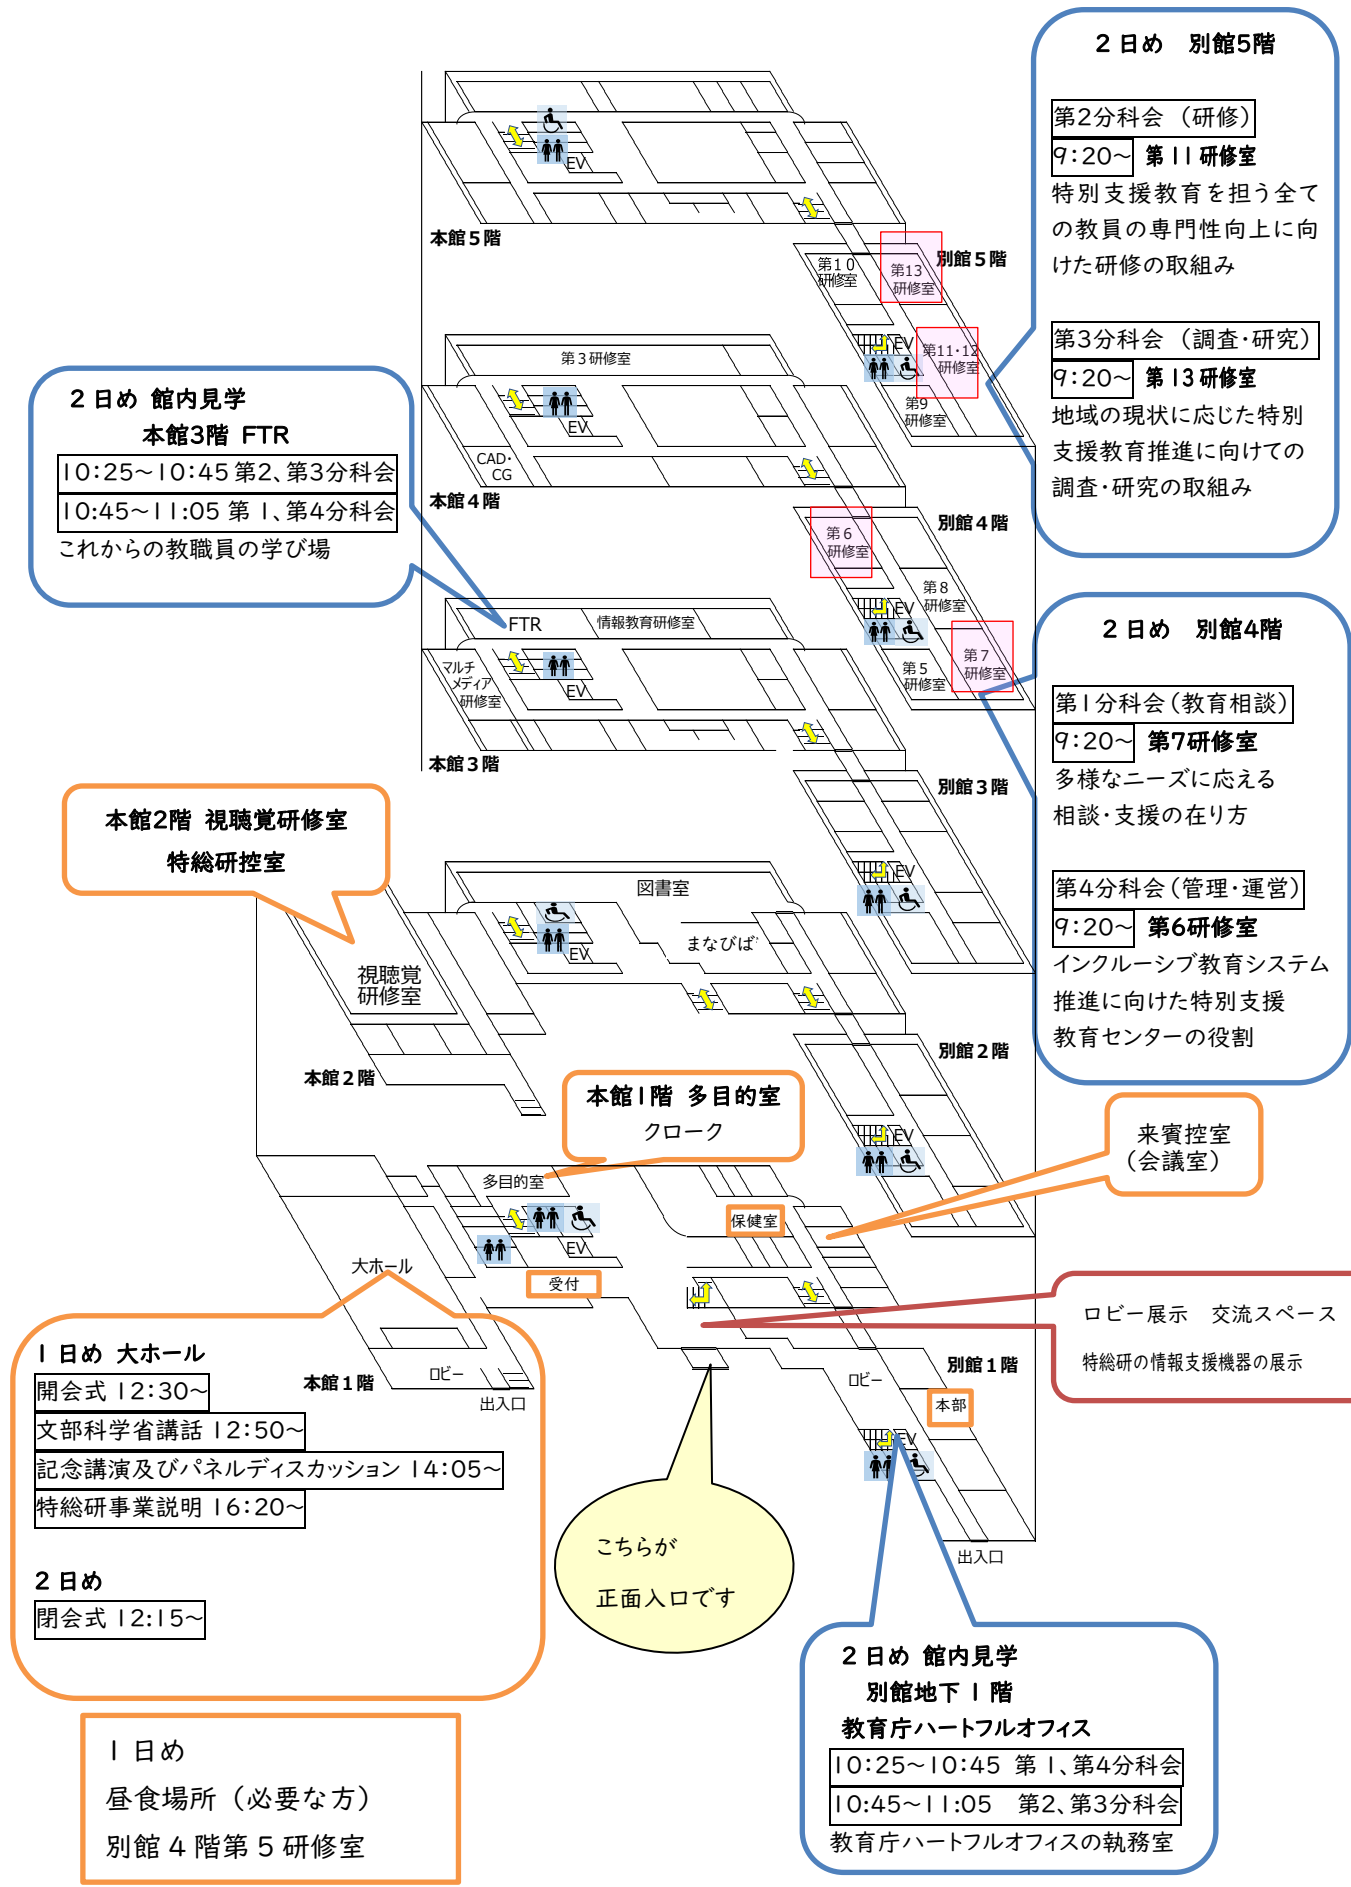 2日め 別館5階
第2分科会（研修）
9：20～ 第11研修室
特別支援教育を担う全て
の教員の専門性向上に向
けた研修の取組み
第3分科会（調査・研究）
9：20～ 第13研修室
地域の現状に応じた特別
支援教育推進に向けての
調査・研究の取組み
EV
本館5階
別館5階
第10
研修室
第13
研修室
EV
第11・12
研修室
第9
研修室
2日め 館内見学
本館3階 FTR
10：25～10：45 第2、第3分科会
10:45～11:05 第1、第4分科会
これからの教職員の学び場
第3研修室
EV
CAD・
CG
本館4階
別館4階
第6
研修室
第8
研修室
EV
第5
研修室
第7
研修室
2日め 別館4階
第1分科会（教育相談）
9：20～ 第7研修室
多様なニーズに応える
相談・支援の在り方
第4分科会（管理・運営）
9：20～ 第6研修室
インクルーシブ教育システム
推進に向けた特別支援
教育センターの役割
FTR
情報教育研修室
マルチ
メディア
研修室
EV
本館3階
別館3階
EV
本館2階 視聴覚研修室
特総研控室
図書室
まなびば
EV
視聴覚
研修室
本館2階
別館2階
EV
本館1階 多目的室
クローク
来賓控室
（会議室）
多目的室
保健室
EV
大ホール
受付
ロビー展示 交流スペース
特総研の情報支援機器の展示
本館1階
ロビー
出入口
別館1階
ロビー
本部
EV
出入口
1日め 大ホール
開会式 12：30～
文部科学省講話 12：50～
記念講演及びパネルディスカッション 14：05～
特総研事業説明 16：20～
2日め
閉会式 12:15～
こちらが
正面入口です
1日め
昼食場所（必要な方）
別館4階第5研修室
2日め 館内見学
別館地下1階
教育庁ハートフルオフィス
10：25～10：45 第1、第4分科会
10:45～11:05 第2、第3分科会
教育庁ハートフルオフィスの執務室